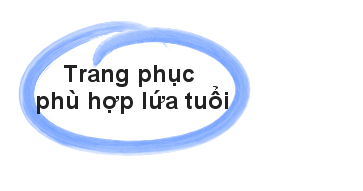 Trang phục
phù hợp lứa tuổi